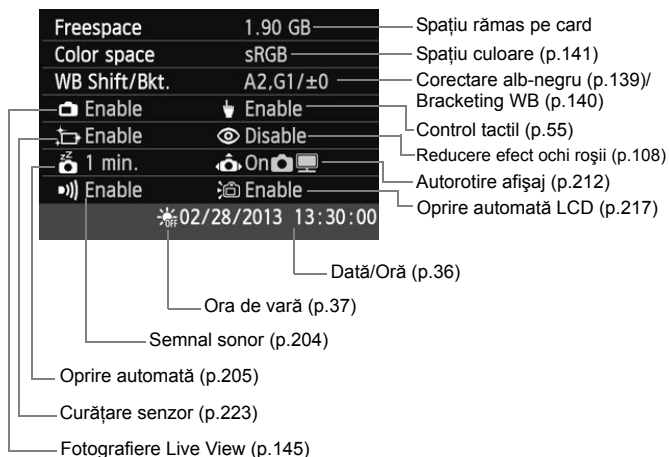 Freespace 1.90 GB
Spațiu rămas pe card
Color space sRGB
Spațiu culoare (p.141)
WB Shift/Bkt. A2,G1/±0
Corectare alb-negru (p.139)/
Bracketing WB (p.140)
Enable Enable
Control tactil (p.55)
Enable Disable
Reducere efect ochi roșii (p.108)
zz 1 min. On
Autorotire afişaj (p.212)
Enable Enable
Oprire automată LCD (p.217)
OFF 02/28/2013 13:30:00
Dată/Oră (p.36)
Ora de vară (p.37)
Semnal sonor (p.204)
Oprire automată (p.205)
Curățare senzor (p.223)
Fotografiere Live View (p.145)